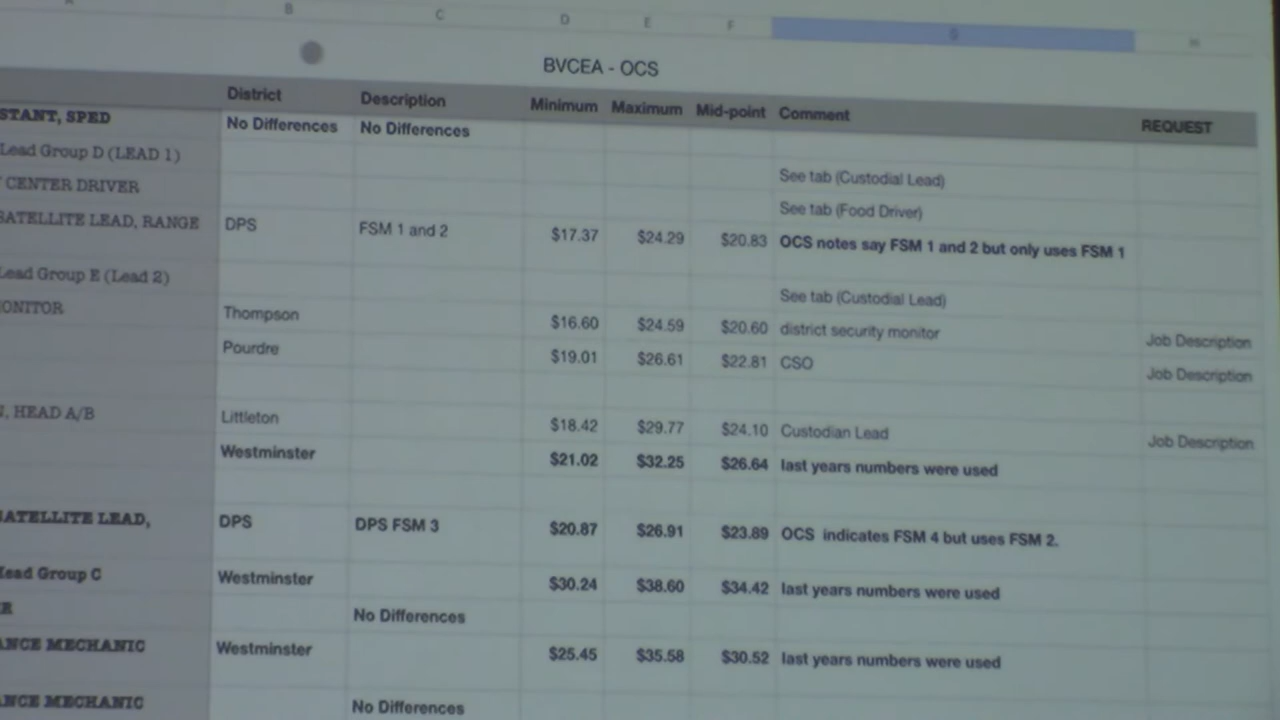 B C D E F G H
BVCEA - OCS
District Description Minimum Maximum Mid-point Comment REQUEST
STANT, SPED No Differences No Differences
Lead Group D (LEAD 1) See tab (Custodial Lead)
CENTER DRIVER See tab (Food Driver)
SATELLITE LEAD, RANGE DPS FSM 1 and 2 $17.37 $24.29 $20.83 OCS notes say FSM 1 and 2 but only uses FSM 1
Lead Group E (Lead 2) See tab (Custodial Lead)
ONITOR Thompson $16.60 $24.59 $20.60 district security monitor Job Description
Pourdre $19.01 $26.61 $22.81 CSO Job Description
, HEAD A/B Littleton $18.42 $29.77 $24.10 Custodian Lead Job Description
Westminster $21.02 $32.25 $26.64 last years numbers were used
SATELLITE LEAD, DPS DPS FSM 3 $20.87 $26.91 $23.89 OCS indicates FSM 4 but uses FSM 2.
Head Group C Westminster $30.24 $38.60 $34.42 last years numbers were used
R No Differences
ANCE MECHANIC Westminster $25.45 $35.58 $30.52 last years numbers were used
ANCE MECHANIC No Differences